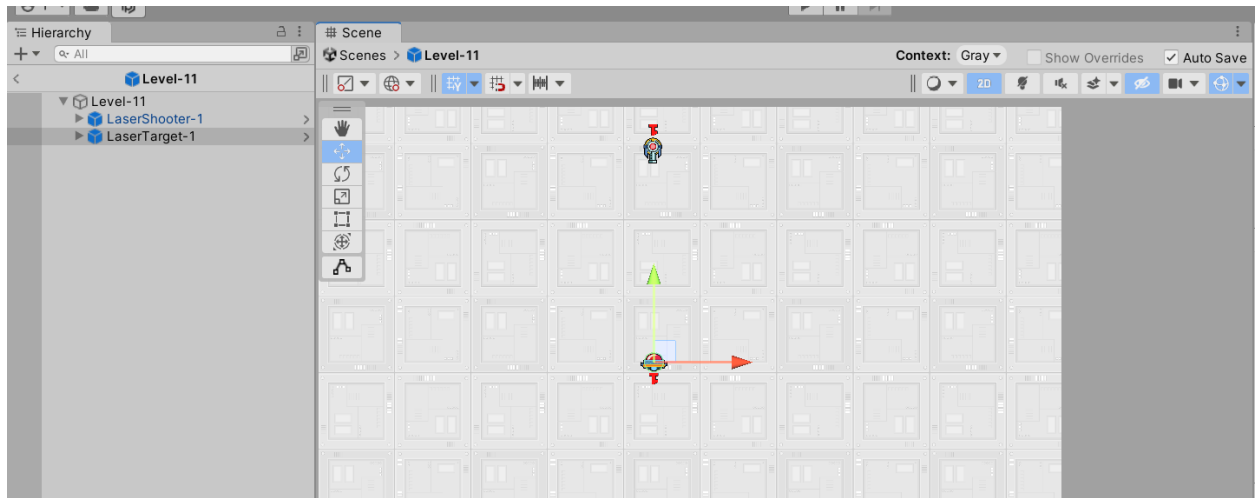 Hierarchy
# Scene
All
Scenes > Level-11
Context: Gray
Show Overrides
Auto Save
Level-11
2D
Level-11
LaserShooter-1
LaserTarget-1